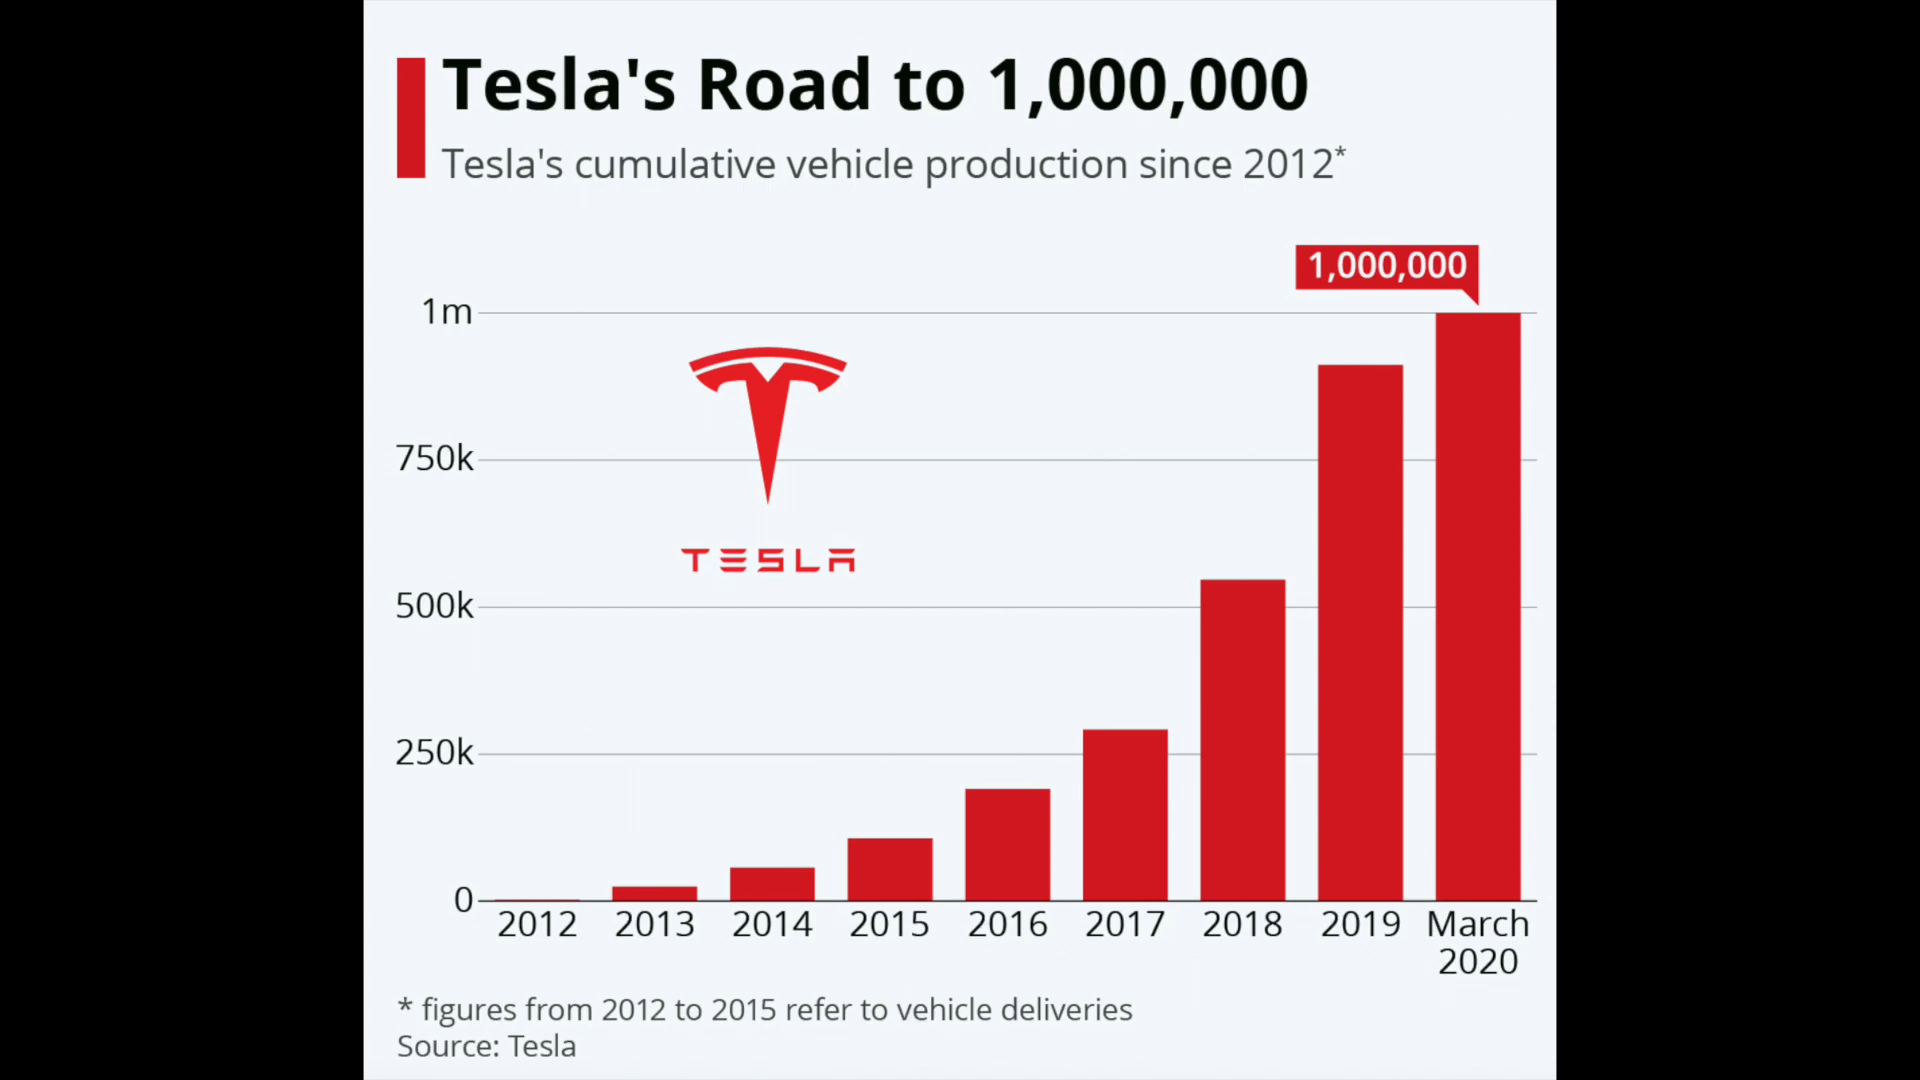 Tesla's Road to 1,000,000
Tesla's cumulative vehicle production since 2012*
1,000,000
1m
750k
500k
250k
0
TESLA
2012 2013 2014 2015 2016 2017 2018 2019 March 2020
* figures from 2012 to 2015 refer to vehicle deliveries
Source: Tesla